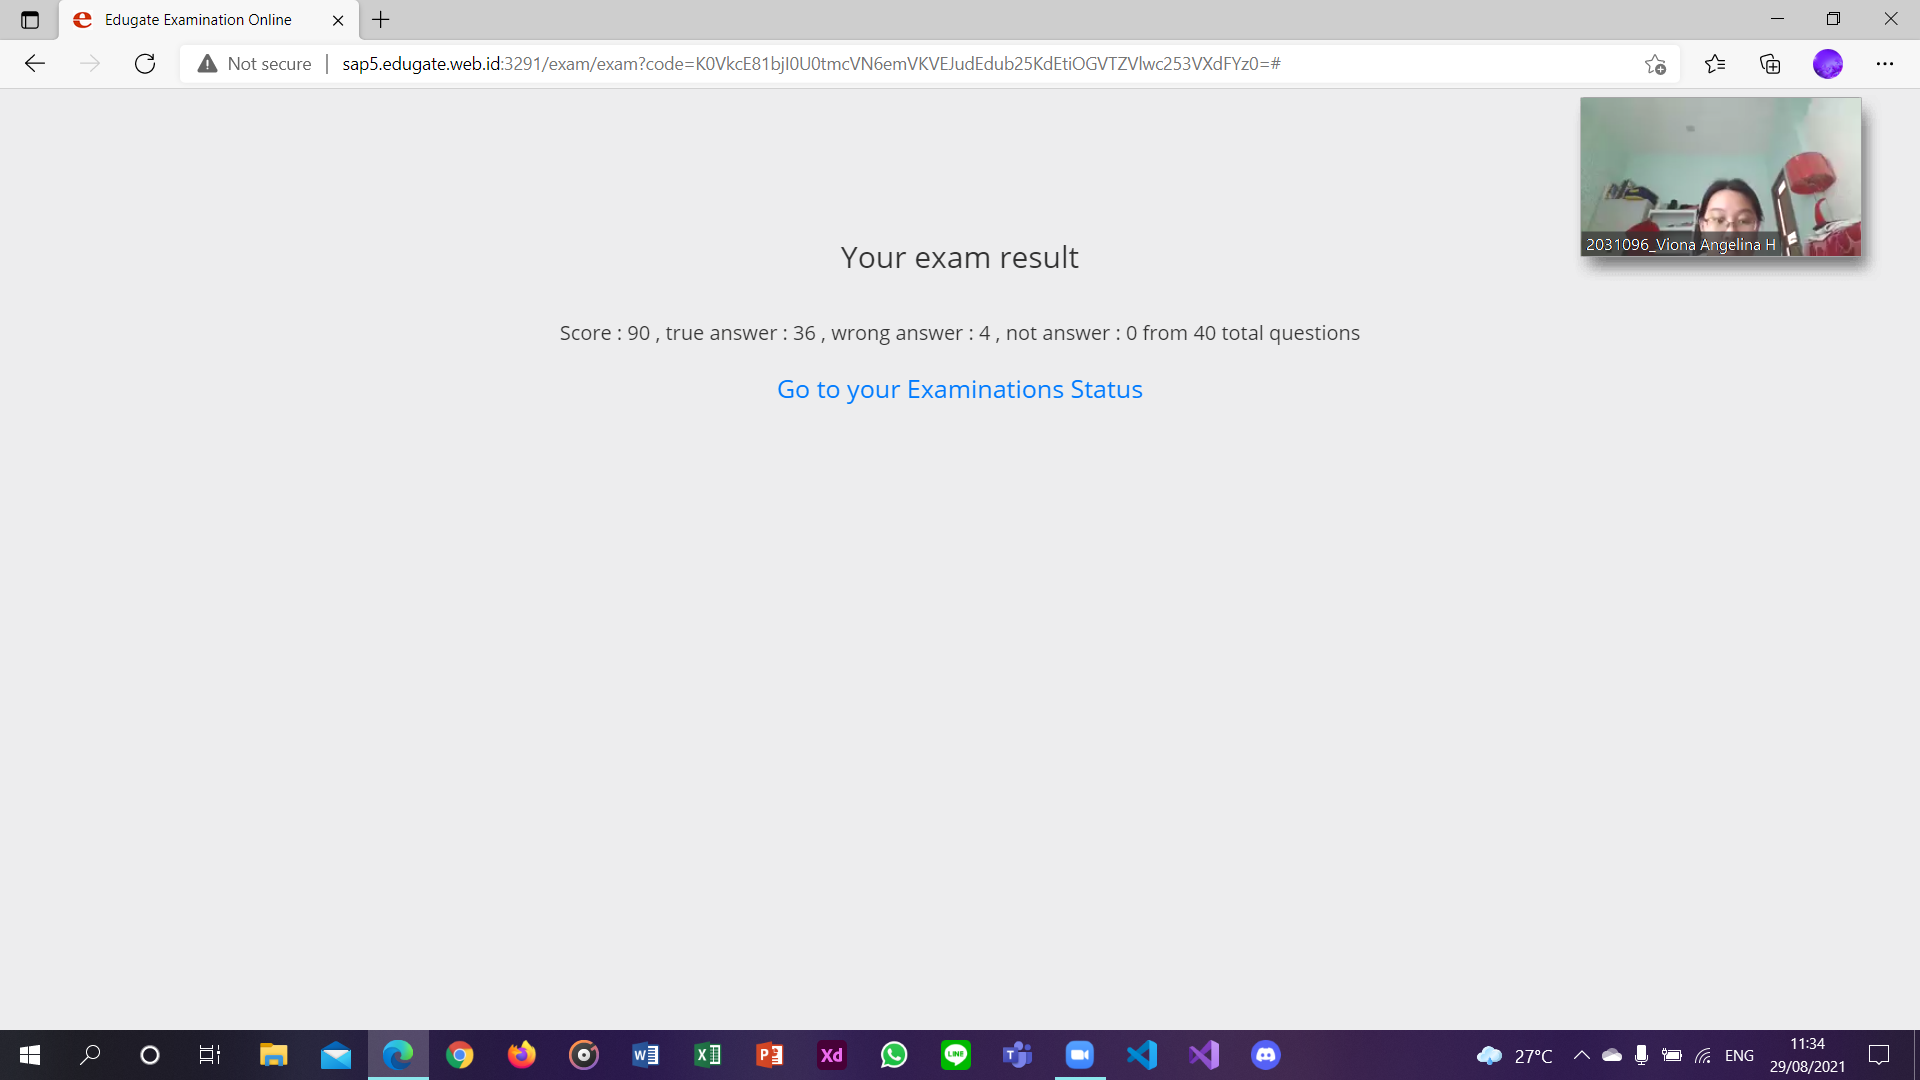 Edugate Examination Online
Not secure
sap5.edugate.web.id:3291/exam/exam?code=K0VkcE81bjI0U0tmcVN6emVKVEJudEdub25KdEtiOGVTZVlwc253VXdFYz0=#
2031096_Viona Angelina H
Your exam result
Score : 90 , true answer : 36 , wrong answer : 4 , not answer : 0 from 40 total questions
Go to your Examinations Status
W
X
P
Xd
LINE
T
27°C
ENG
11:34
29/08/2021